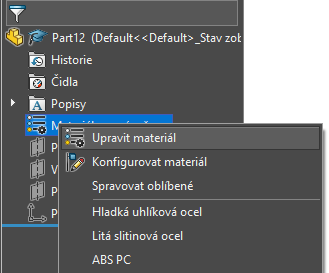 Part12 (Default<<Default>_Stav zob
Historie
Čidla
Popisy
Upravit materiál
Konfigurovat materiál
Spravovat oblíbené
Hladká uhlíková ocel
Litá slitinová ocel
ABS PC